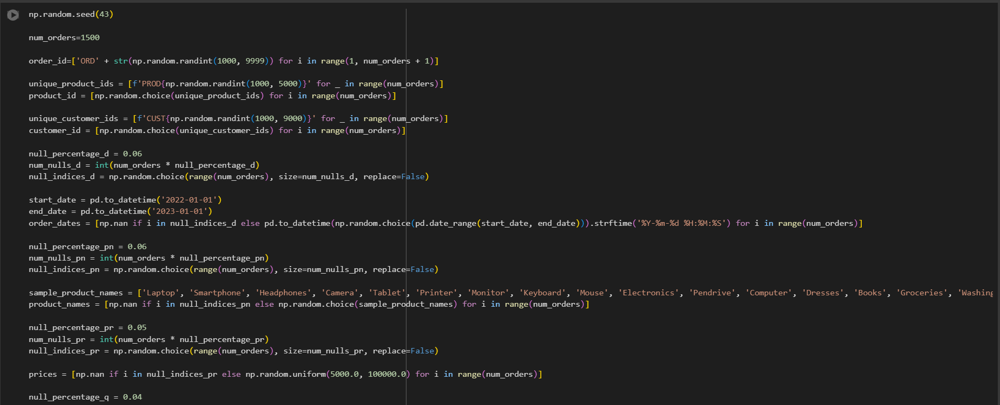 np.random.seed(43)
num_orders=1500
order_id=['ORD' + str(np.random.randint(1000, 9999)) for i in range(1, num_orders + 1)]
unique_product_ids = [f'PROD{np.random.randint(1000, 5000)}' for _ in range(num_orders)]
product_id = [np.random.choice(unique_product_ids) for i in range(num_orders)]
unique_customer_ids = [f'CUST{np.random.randint(1000, 9000)}' for _ in range(num_orders)]
customer_id = [np.random.choice(unique_customer_ids) for i in range(num_orders)]
null_percentage_d = 0.06
num_nulls_d = int(num_orders * null_percentage_d)
null_indices_d = np.random.choice(range(num_orders), size=num_nulls_d, replace=False)
start_date = pd.to_datetime('2022-01-01')
end_date = pd.to_datetime('2023-01-01')
order_dates = [np.nan if i in null_indices_d else pd.to_datetime(np.random.choice(pd.date_range(start_date, end_date))).strftime('%Y-%m-%d %H:%M:%S') for i in range(num_orders)]
null_percentage_pn = 0.06
num_nulls_pn = int(num_orders * null_percentage_pn)
null_indices_pn = np.random.choice(range(num_orders), size=num_nulls_pn, replace=False)
sample_product_names = ['Laptop', 'Smartphone', 'Headphones', 'Camera', 'Tablet', 'Printer', 'Monitor', 'Keyboard', 'Mouse', 'Electronics', 'Pendrive', 'Computer', 'Dresses', 'Books', 'Groceries', 'Washing
product_names = [np.nan if i in null_indices_pn else np.random.choice(sample_product_names) for i in range(num_orders)]
null_percentage_pr = 0.05
num_nulls_pr = int(num_orders * null_percentage_pr)
null_indices_pr = np.random.choice(range(num_orders), size=num_nulls_pr, replace=False)
prices = [np.nan if i in null_indices_pr else np.random.uniform(5000.0, 100000.0) for i in range(num_orders)]
null_percentage_q = 0.04